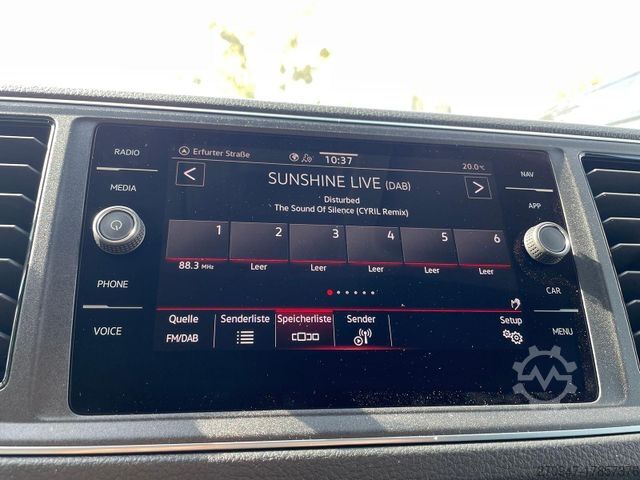 RADIO
MEDIA
PHONE
VOICE
Erfurter Straße
10:37
20.0°C
SUNSHINE LIVE (DAB)
Disturbed
The Sound Of Silence (CYRIL Remix)
1 2 3 4 5 6
88.3 MHz Leer Leer Leer Leer Leer
Quelle Senderliste Speicherliste Sender Setup
FM/DAB
NAV
APP
CAR
MENU